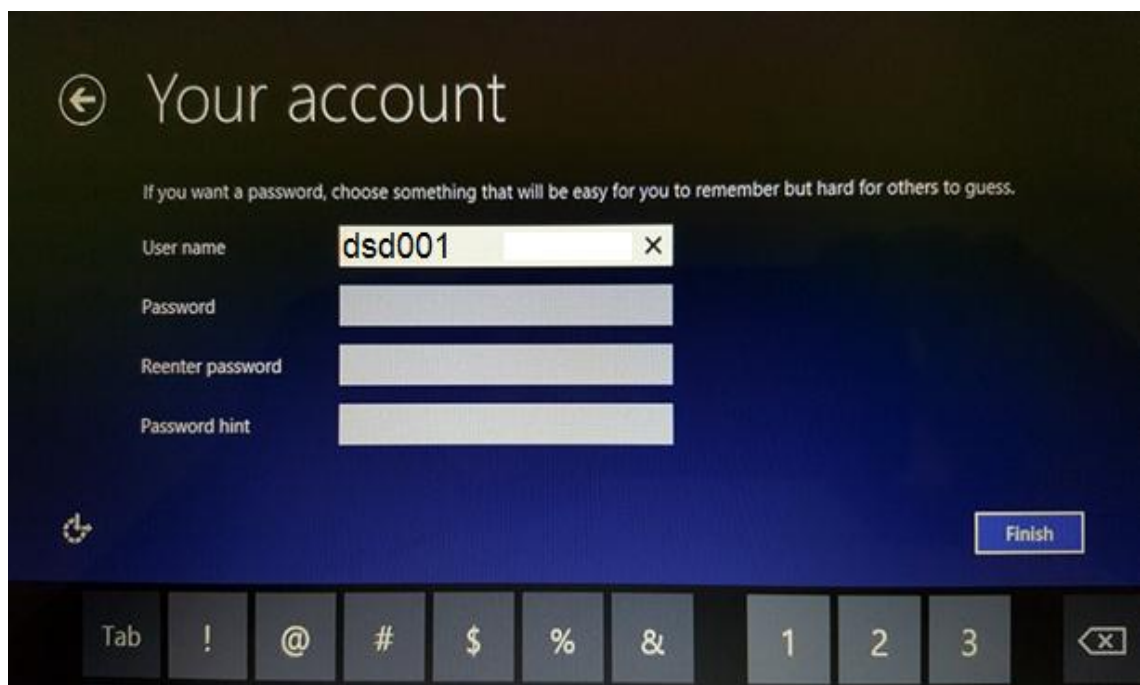 Your account
If you want a password, choose something that will be easy for you to remember but hard for others to guess.
User name dsd001
Password
Reenter password
Password hint
Finish
Tab ! @ # $ % & 1 2 3